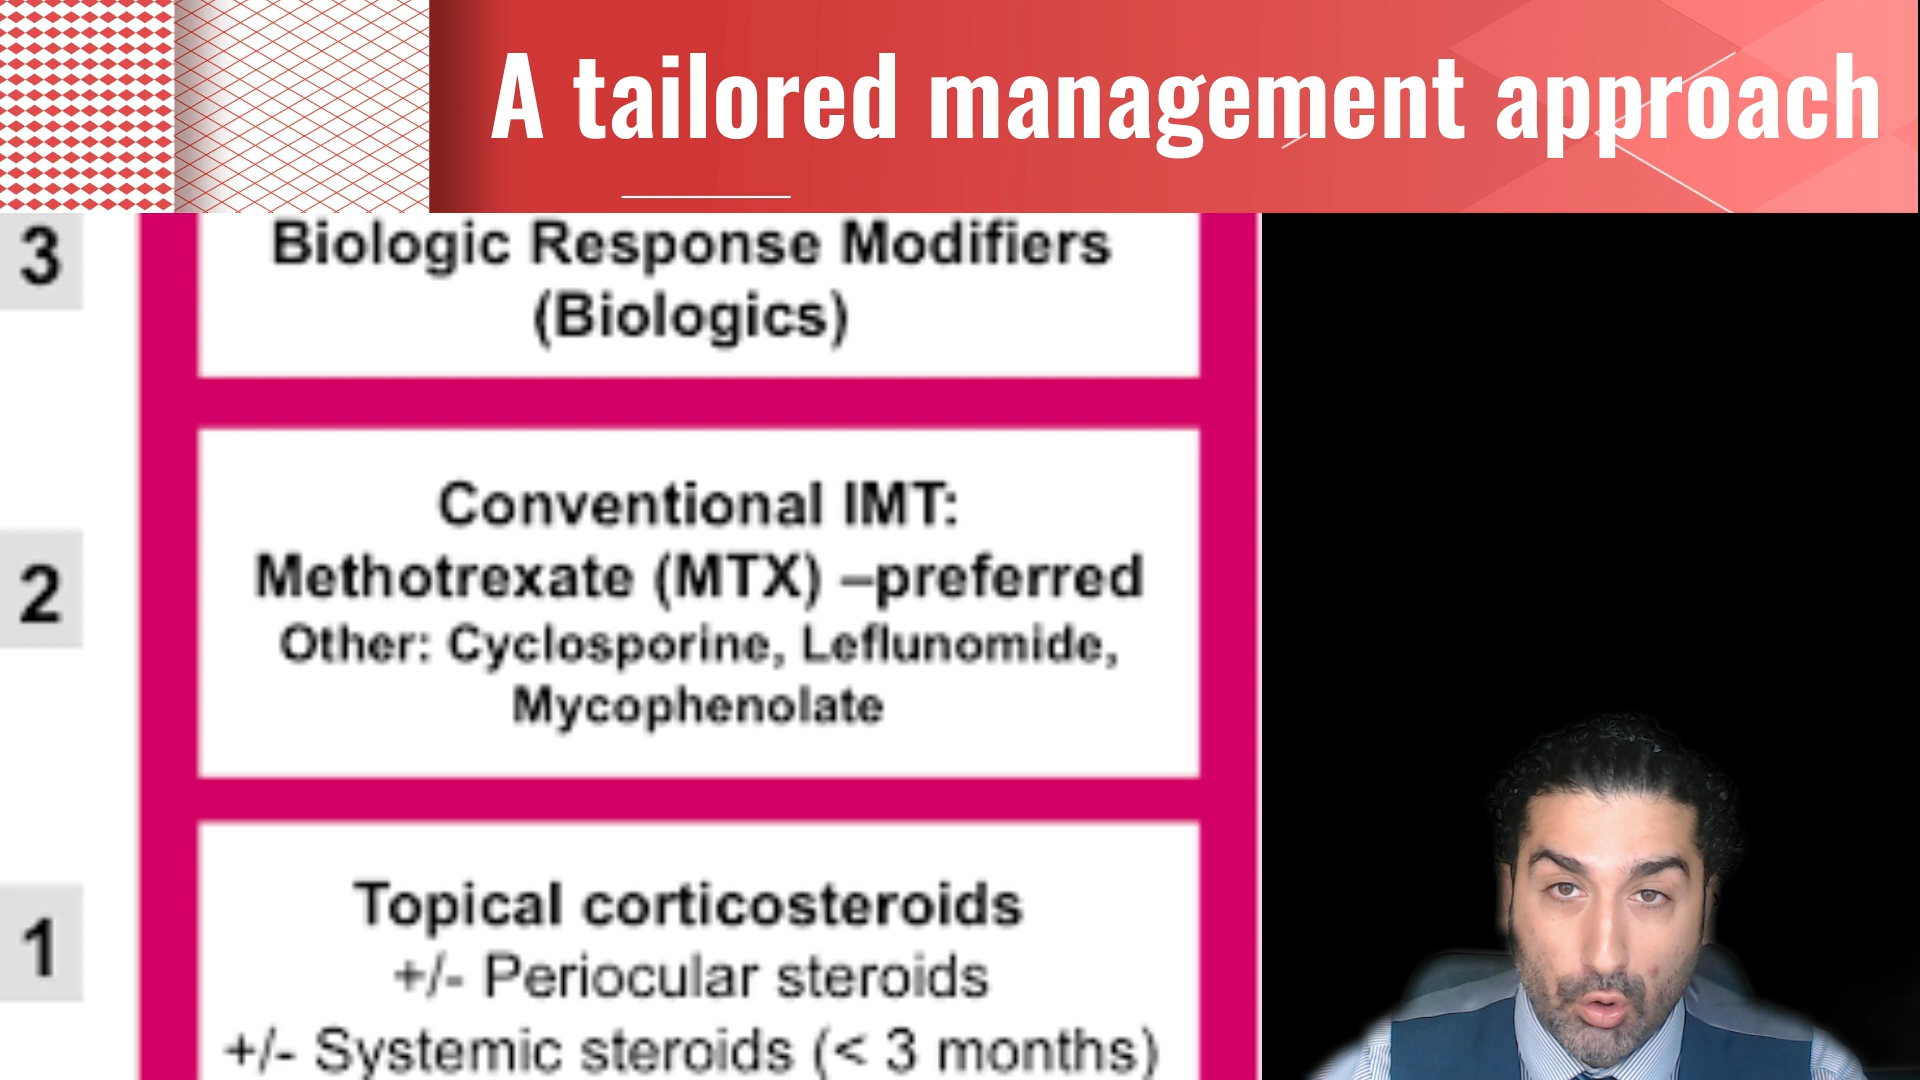 A tailored management approach
3
Biologic Response Modifiers
(Biologics)
2
Conventional IMT:
Methotrexate (MTX) –preferred
Other: Cyclosporine, Leflunomide,
Mycophenolate
1
Topical corticosteroids
+/- Periocular steroids
+/- Systemic steroids (< 3 months)